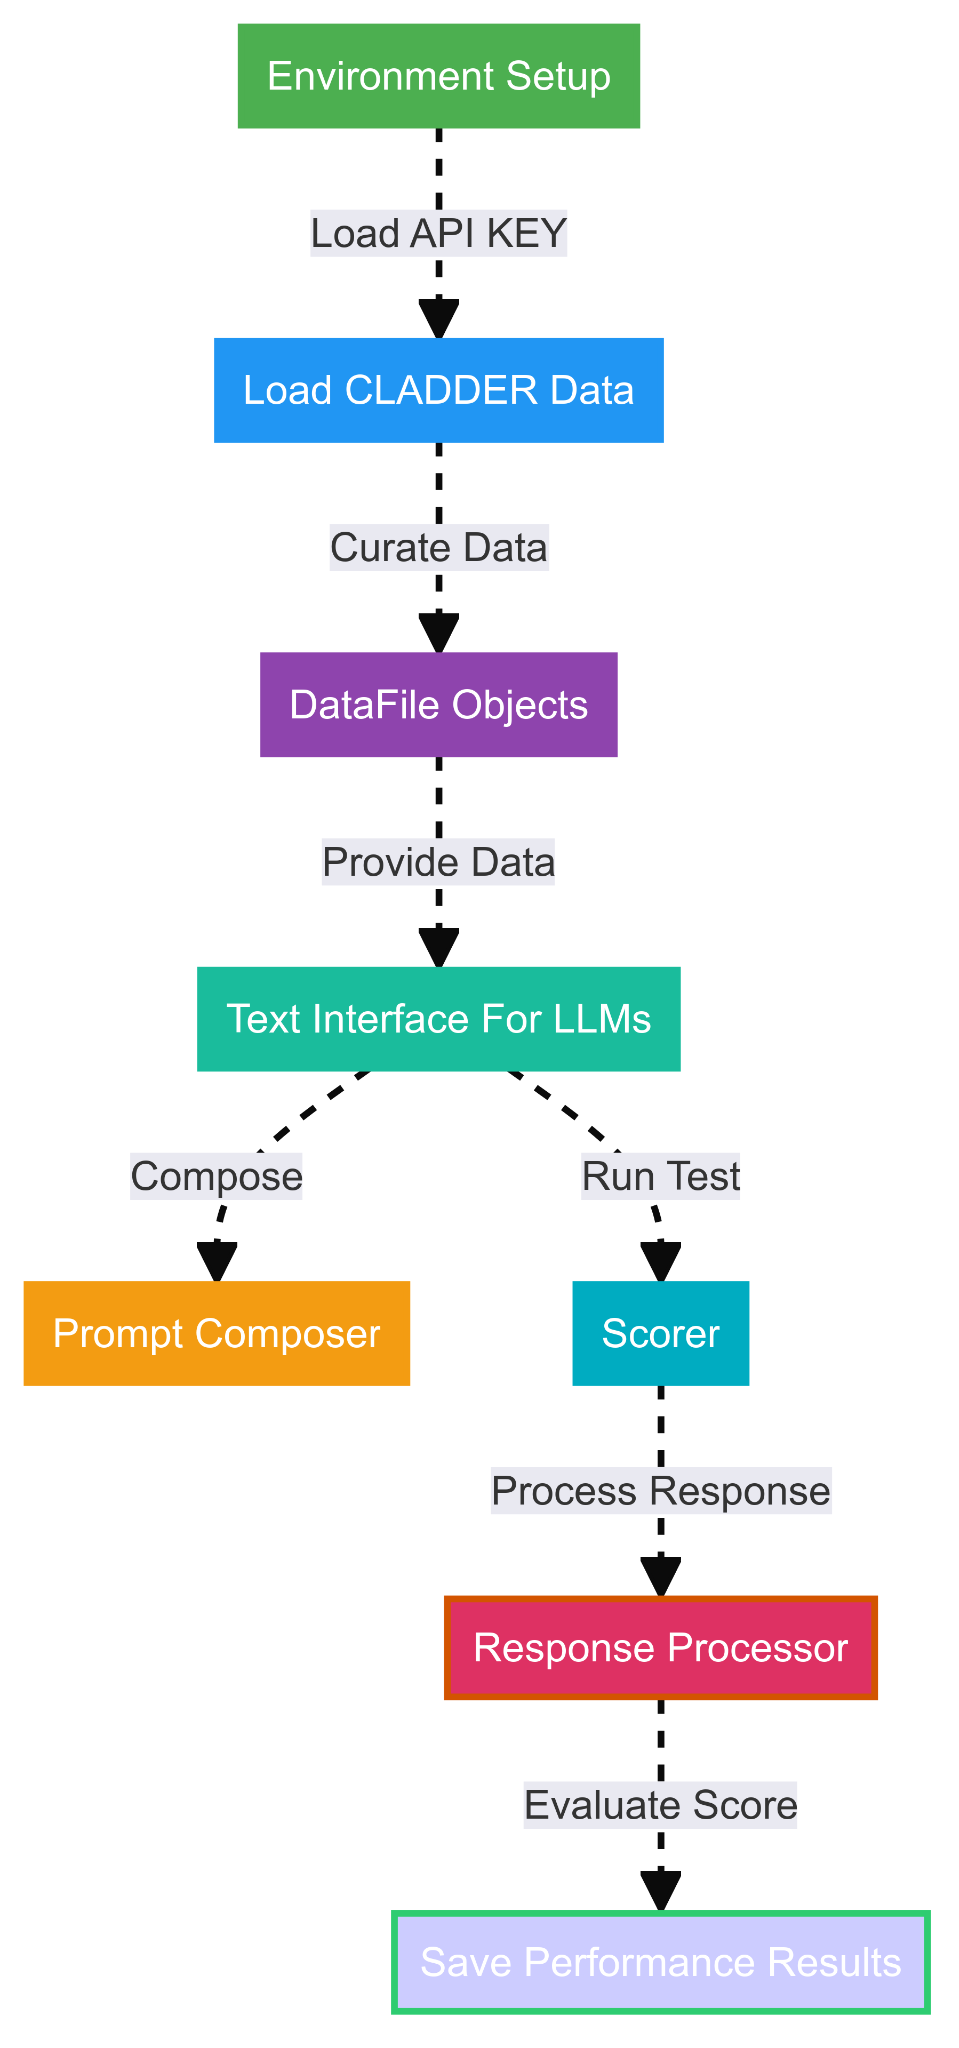 Environment Setup
Load API KEY
Load CLADDER Data
Curate Data
DataFile Objects
Provide Data
Text Interface For LLMs
Compose
Run Test
Prompt Composer
Scorer
Process Response
Response Processor
Evaluate Score
Save Performance Results